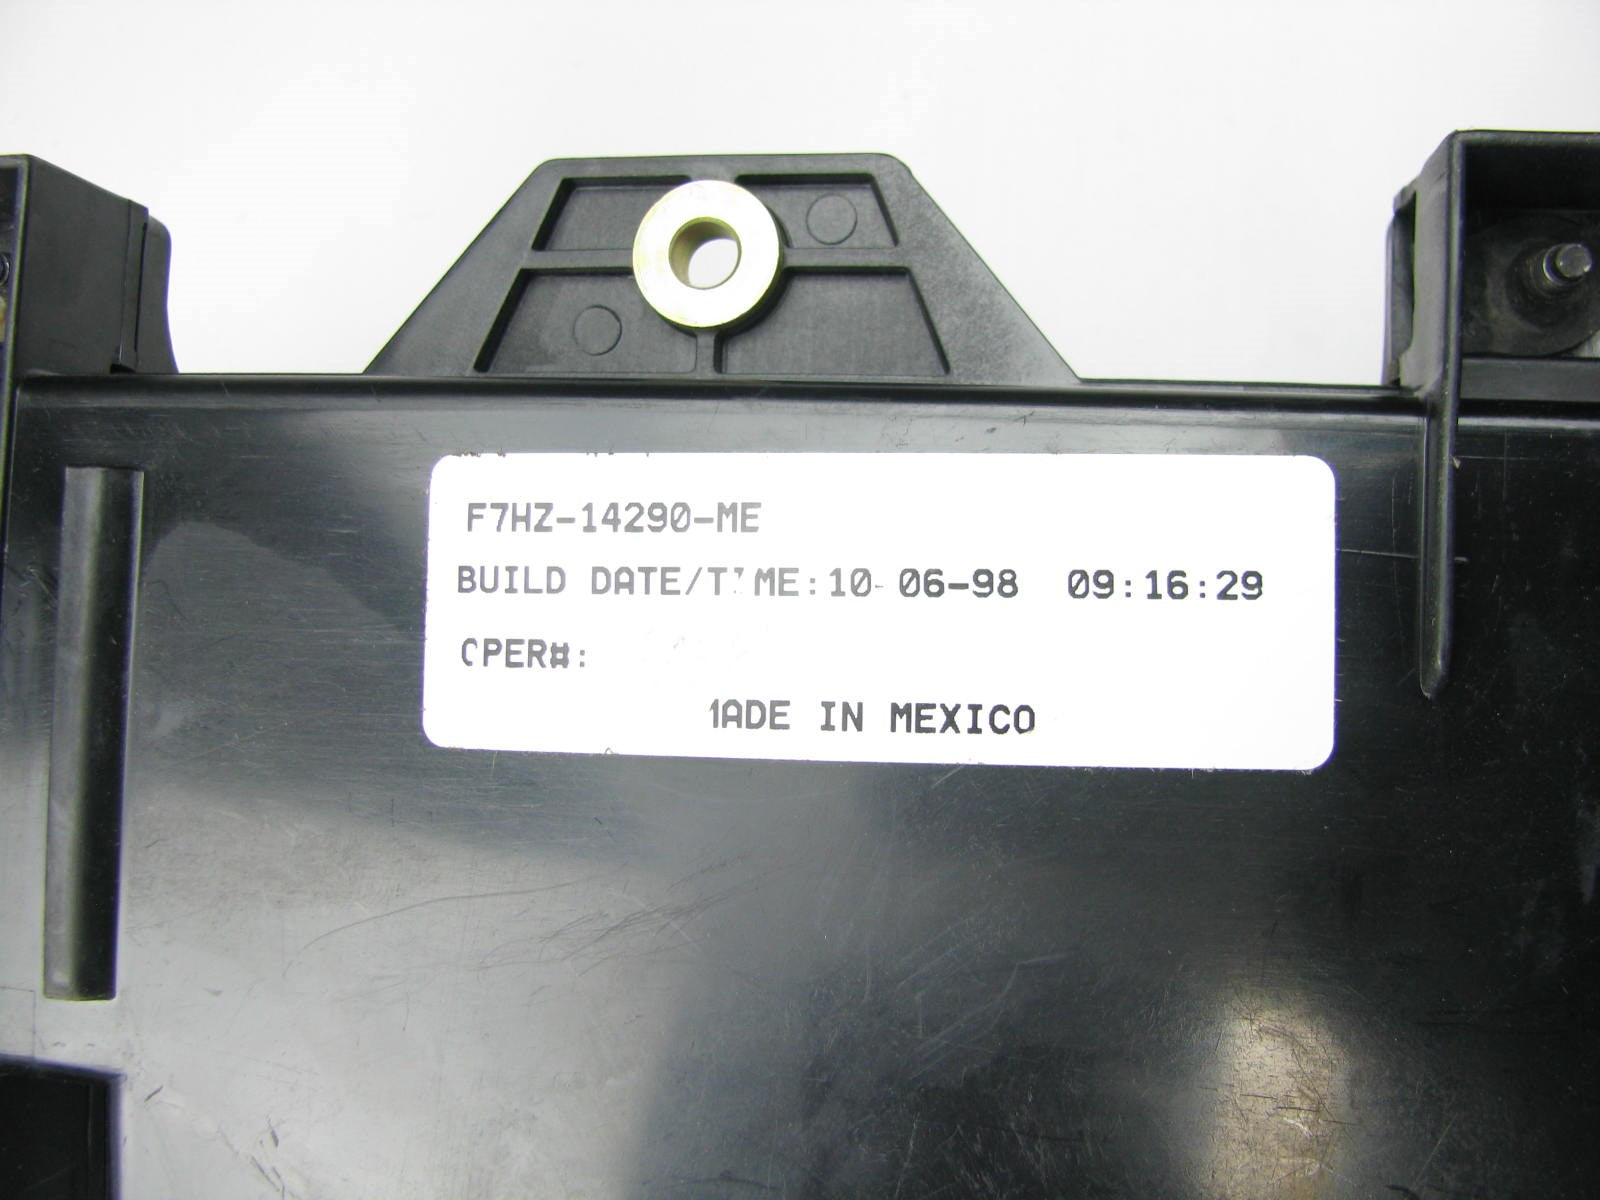 F7HZ-14290-ME
BUILD DATE/TIME:10-06-98 09:16:29
OPER#:
MADE IN MEXICO